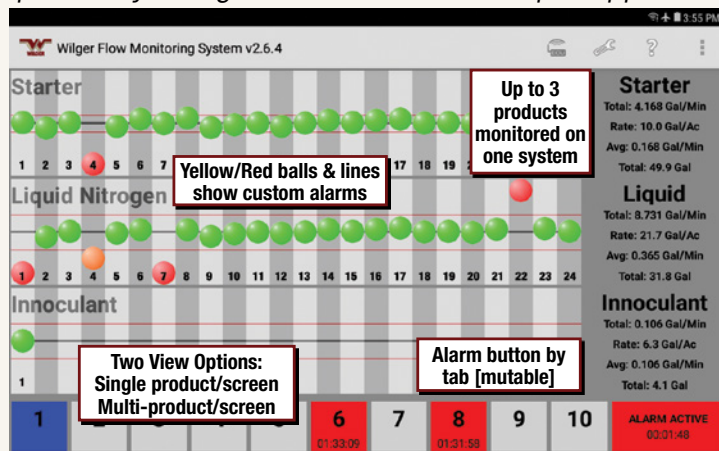 3:55 PM
WILGER
Wilger Flow Monitoring System v2.6.4
Starter
1 2 3 4 5 6 7 17 18 19
Up to 3
products
monitored on
one system
Starter
Total: 4.168 Gal/Min
Rate: 10.0 Gal/Ac
Avg: 0.168 Gal/Min
Total: 49.9 Gal
Yellow/Red balls & lines
show custom alarms
Liquid Nitrogen
1 2 3 4 5 6 7 8 9 10 11 12 13 14 15 16 17 18 19 20 21 22 23 24
Liquid
Total: 8.731 Gal/Min
Rate: 21.7 Gal/Ac
Avg: 0.365 Gal/Min
Total: 31.8 Gal
Innoculant
1
Innoculant
Total: 0.106 Gal/Min
Rate: 6.3 Gal/Ac
Avg: 0.106 Gal/Min
Total: 4.1 Gal
Two View Options:
Single product/screen
Multi-product/screen
Alarm button by
tab [mutable]
1 6 7 8 9 10
01:33:09 01:31:58
ALARM ACTIVE
00:01:48